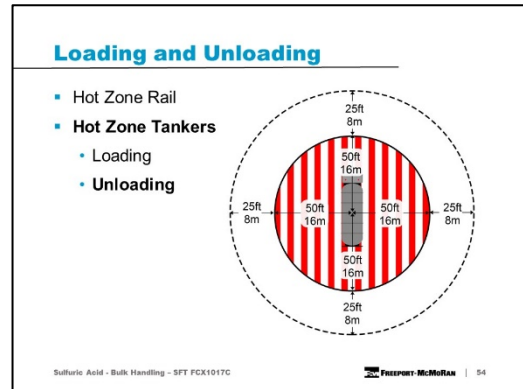 Loading and Unloading
Hot Zone Rail
Hot Zone Tankers
Loading
Unloading
25ft
8m
50ft
16m
25ft
8m
50ft
16m
50ft
16m
25ft
8m
50ft
16m
25ft
8m
Sulfuric Acid - Bulk Handling – SFT FCX1017C
FCX FREEPORT-McMoRAN | 54